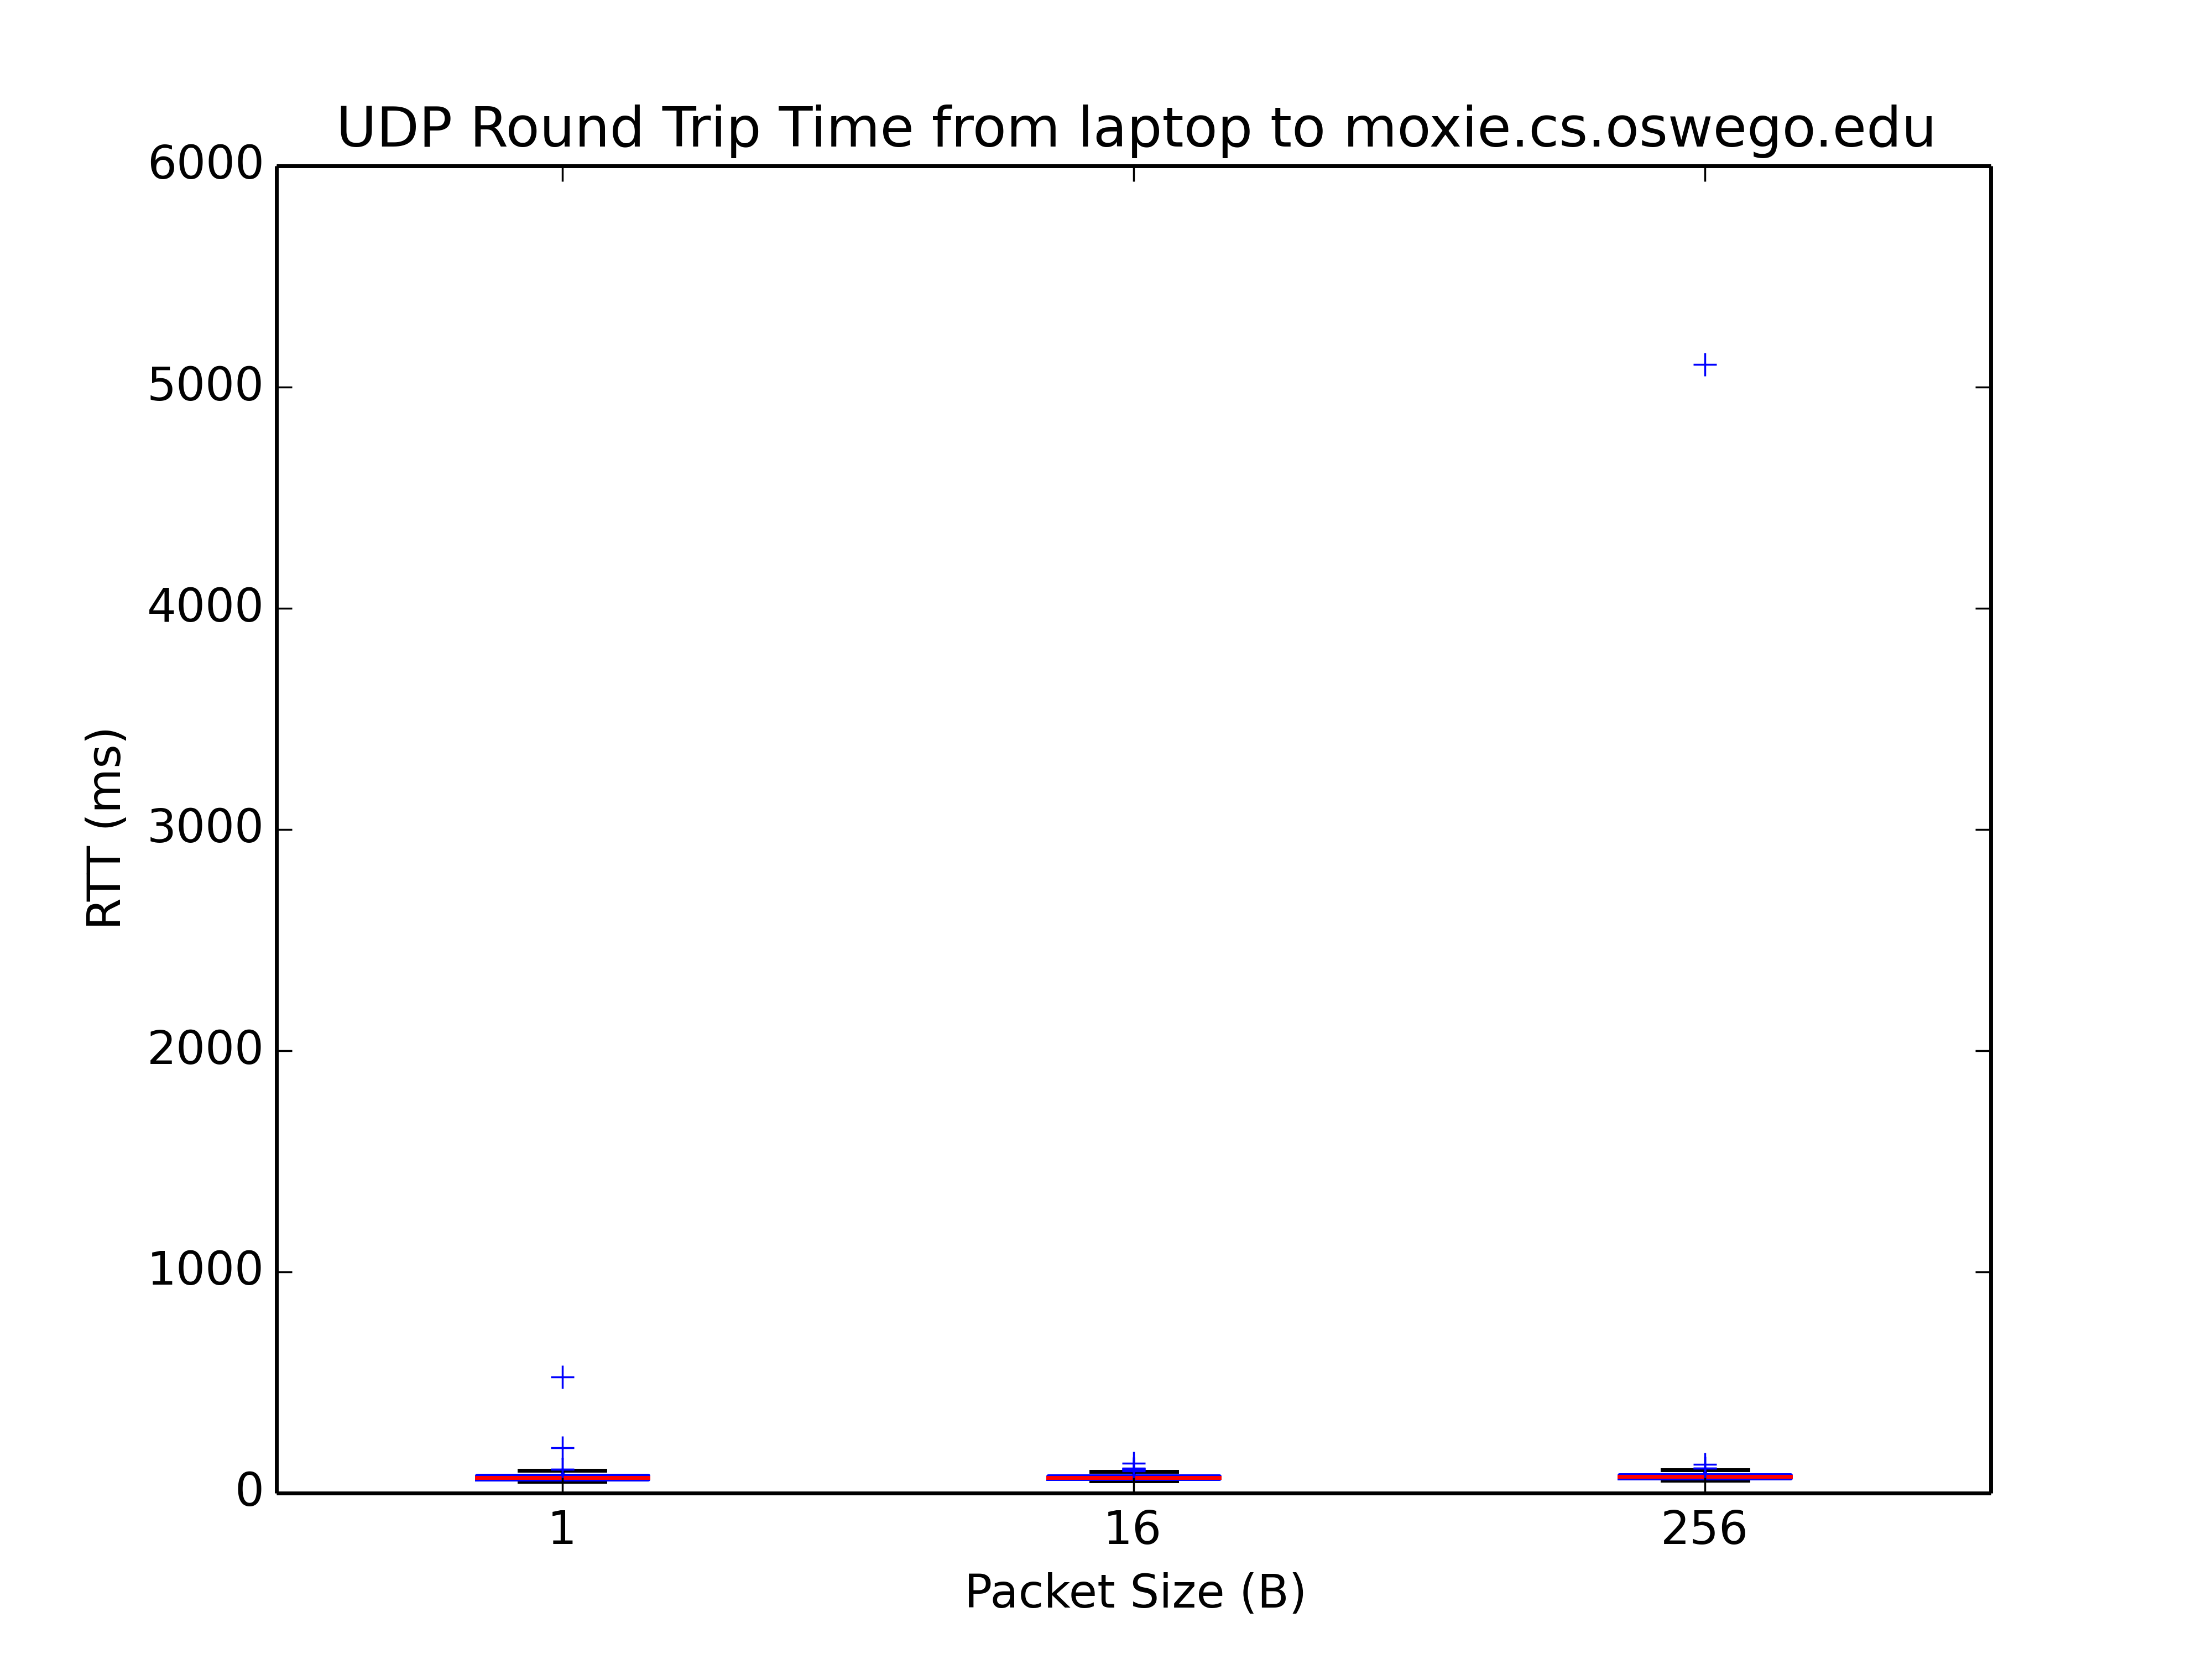 UDP Round Trip Time from laptop to moxie.cs.oswego.edu
6000
5000
4000
3000
2000
1000
0
RTT (ms)
1 16 256
Packet Size (B)